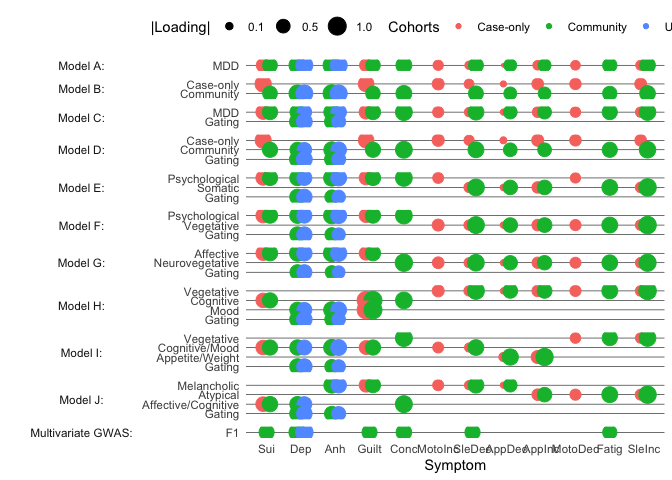 |Loading| 0.1 0.5 1.0 Cohorts Case-only Community U
Model A: MDD
Model B: Case-only
Community
Model C: MDD
Gating
Model D: Case-only
Community
Gating
Model E: Psychological
Somatic
Gating
Model F: Psychological
Vegetative
Gating
Model G: Affective
Neurovegetative
Gating
Model H: Vegetative
Cognitive
Mood
Gating
Model I: Vegetative
Cognitive/Mood
Appetite/Weight
Gating
Model J: Melancholic
Atypical
Affective/Cognitive
Gating
Multivariate GWAS: F1
Sui Dep Anh Guilt Conc MotoInc SleDec AppDec AppInc MotoDec Fatig SleInc
Symptom